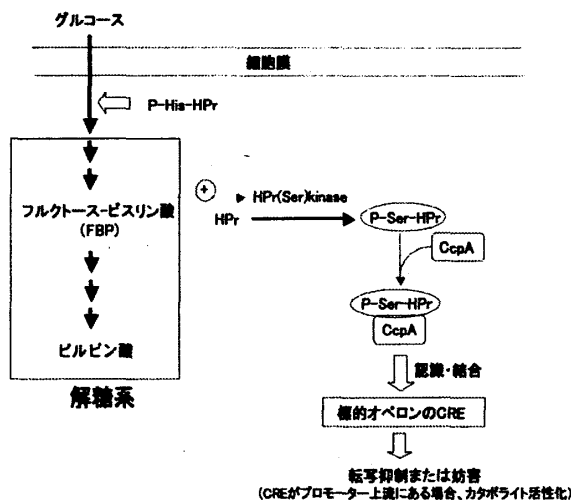 グルコース
細胞膜
P-His-HPr
フルクトース-ビスリン酸
(FBP)
ピルビン酸
解糖系
+
HPr(Ser)kinase
HPr
P-Ser-HPr
CcpA
P-Ser-HPr
CcpA
認識・結合
標的オペロンのCRE
転写抑制または妨害
(CREがプロモーター上流にある場合、カタボライト活性化)